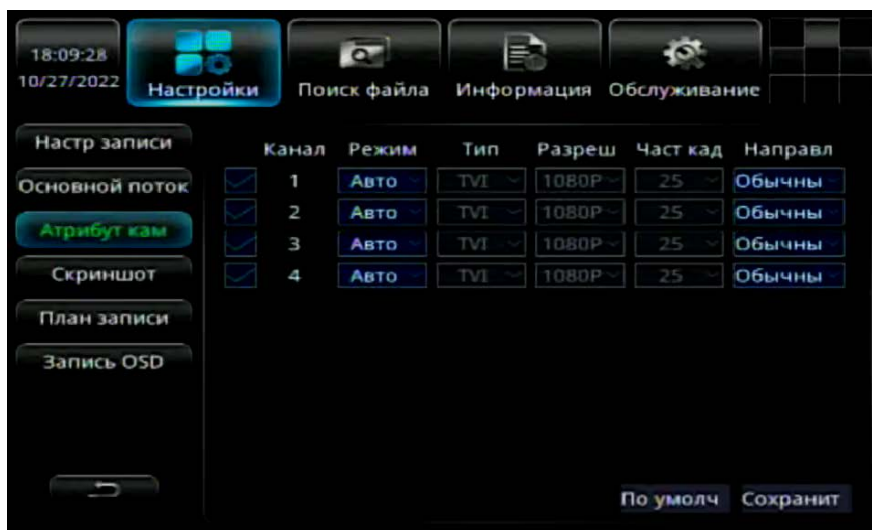 18:09:28
10/27/2022
Настройки
Поиск файла
Информация
Обслуживание
Настр записи
Основной поток
Атрибут кам
Скриншот
План записи
Запись OSD
Канал Режим Тип Разреш Част кад Направл
1 Авто TVI 1080P 25 Обычны
2 Авто TVI 1080P 25 Обычны
3 Авто TVI 1080P 25 Обычны
4 Авто TVI 1080P 25 Обычны
По умолч Сохранит